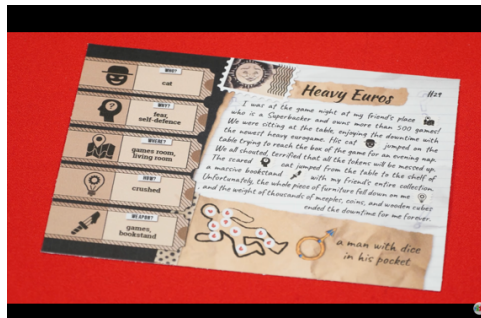 WHO?
cat
WHY?
fear,
self-defence
WHERE?
games room,
living room
HOW?
crushed
WEAPON?
games,
bookstand
Heavy Euros
#29
I was at the game night at my friend's place
who is a Superbacker and owns more than 500 games!
We were sitting at the table, enjoying the downtime with
the newest heavy eurogame. His cat jumped on the
table trying to reach the box of the game for an evening nap.
We all shouted, terrified that all the tokens will be messed up.
The scared cat jumped from the table to the shelf of
a massive bookstand with my friend's entire collection.
Unfortunately, the whole piece of furniture fell down on me
and the weight of thousands of meeples, coins, and wooden cubes
ended the downtime for me forever.
a man with dice
in his pocket